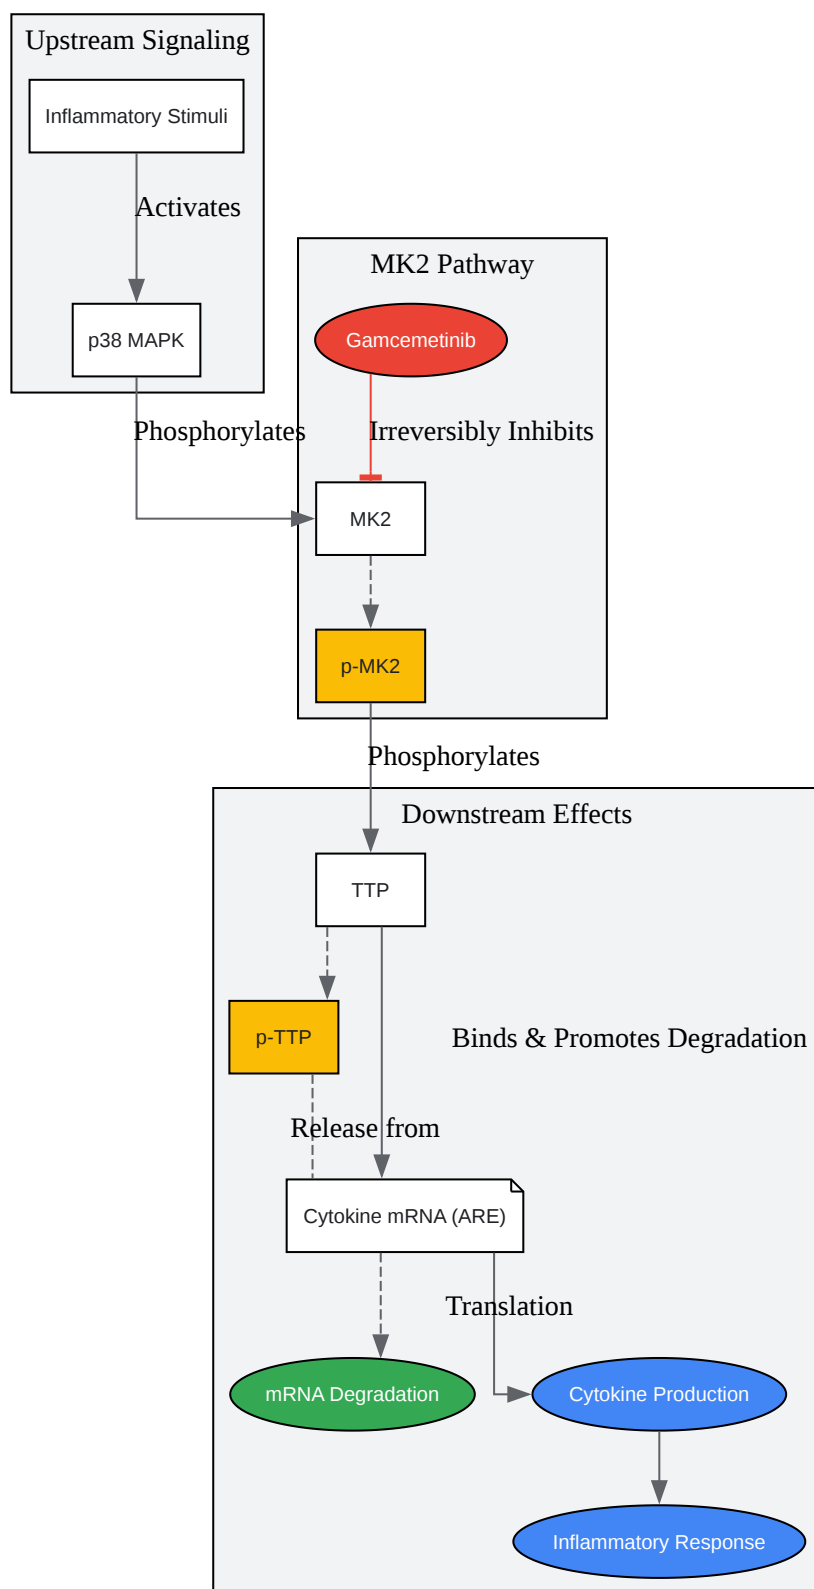 Upstream Signaling
Inflammatory Stimuli
Activates
p38 MAPK
Phosphorylates
MK2 Pathway
Gamcemetinib
Irreversibly Inhibits
MK2
p-MK2
Phosphorylates
Downstream Effects
TTP
p-TTP
Binds & Promotes Degradation
Release from
Cytokine mRNA (ARE)
Translation
mRNA Degradation
Cytokine Production
Inflammatory Response